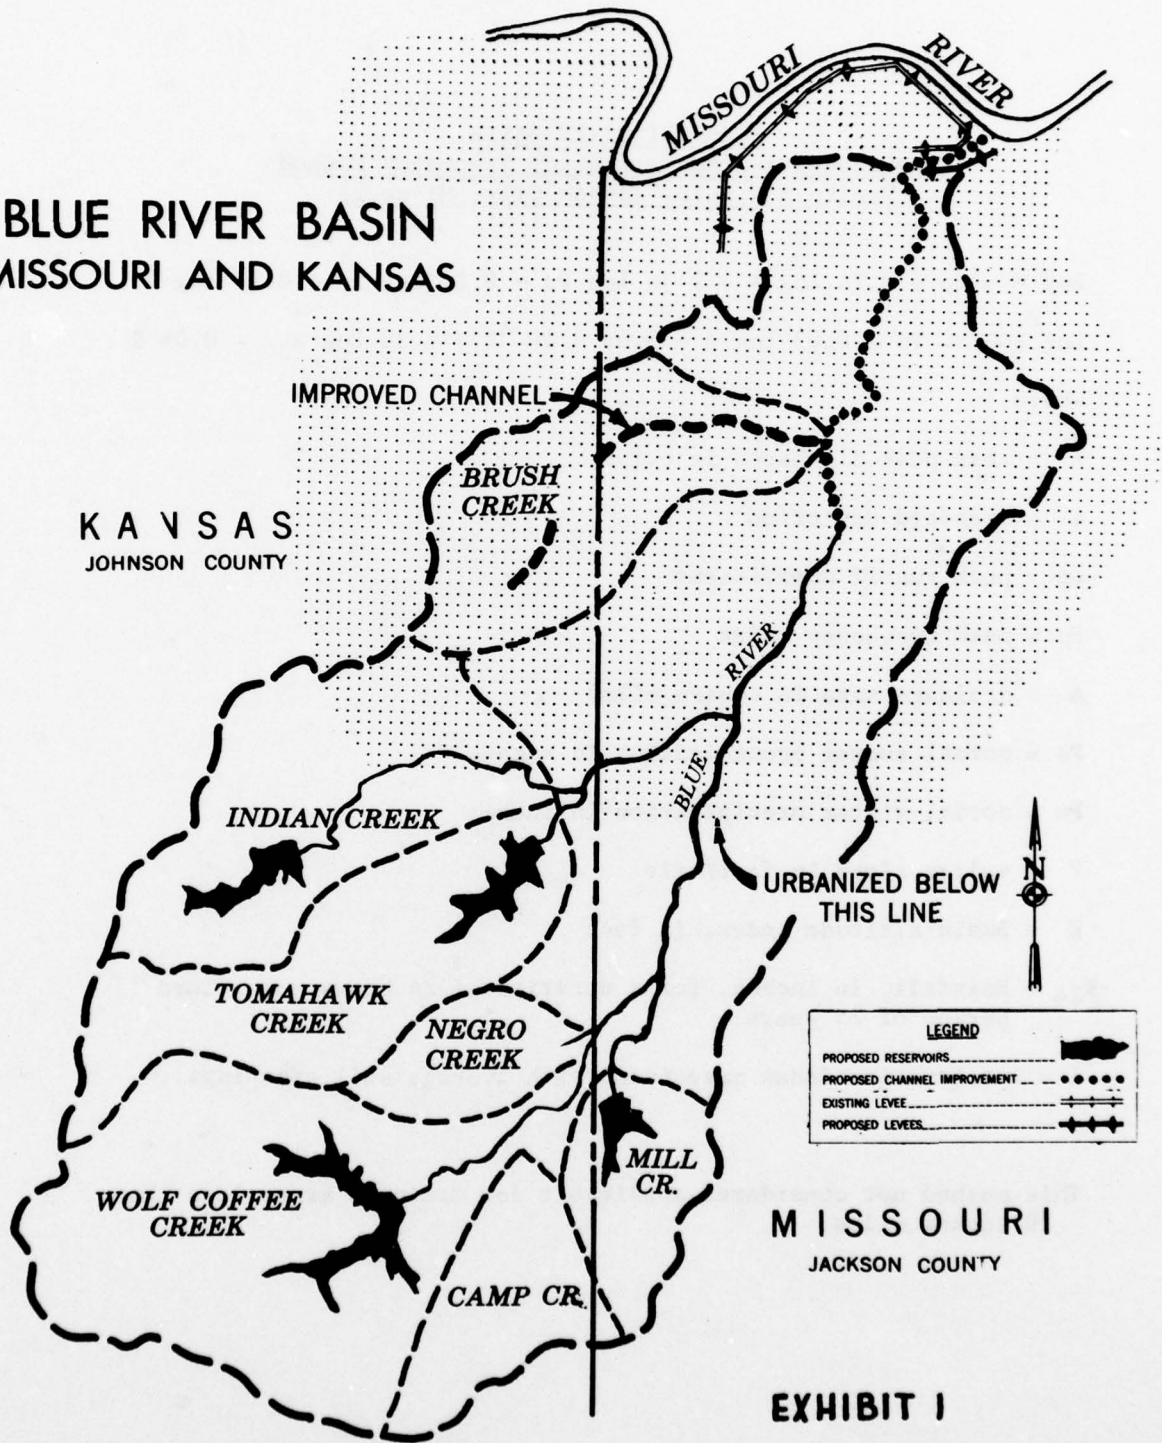 MISSOURI RIVER
BLUE RIVER BASIN
MISSOURI AND KANSAS
IMPROVED CHANNEL
BRUSH
CREEK
KANSAS
JOHNSON COUNTY
BLUE RIVER
INDIAN CREEK
URBANIZED BELOW
THIS LINE
N
TOMAHAWK
CREEK
NEGRO
CREEK
LEGEND
PROPOSED RESERVOIRS
PROPOSED CHANNEL IMPROVEMENT
EXISTING LEVEE
PROPOSED LEVEES
MILL
CR.
WOLF COFFEE
CREEK
MISSOURI
JACKSON COUNTY
CAMP CR.
EXHIBIT I